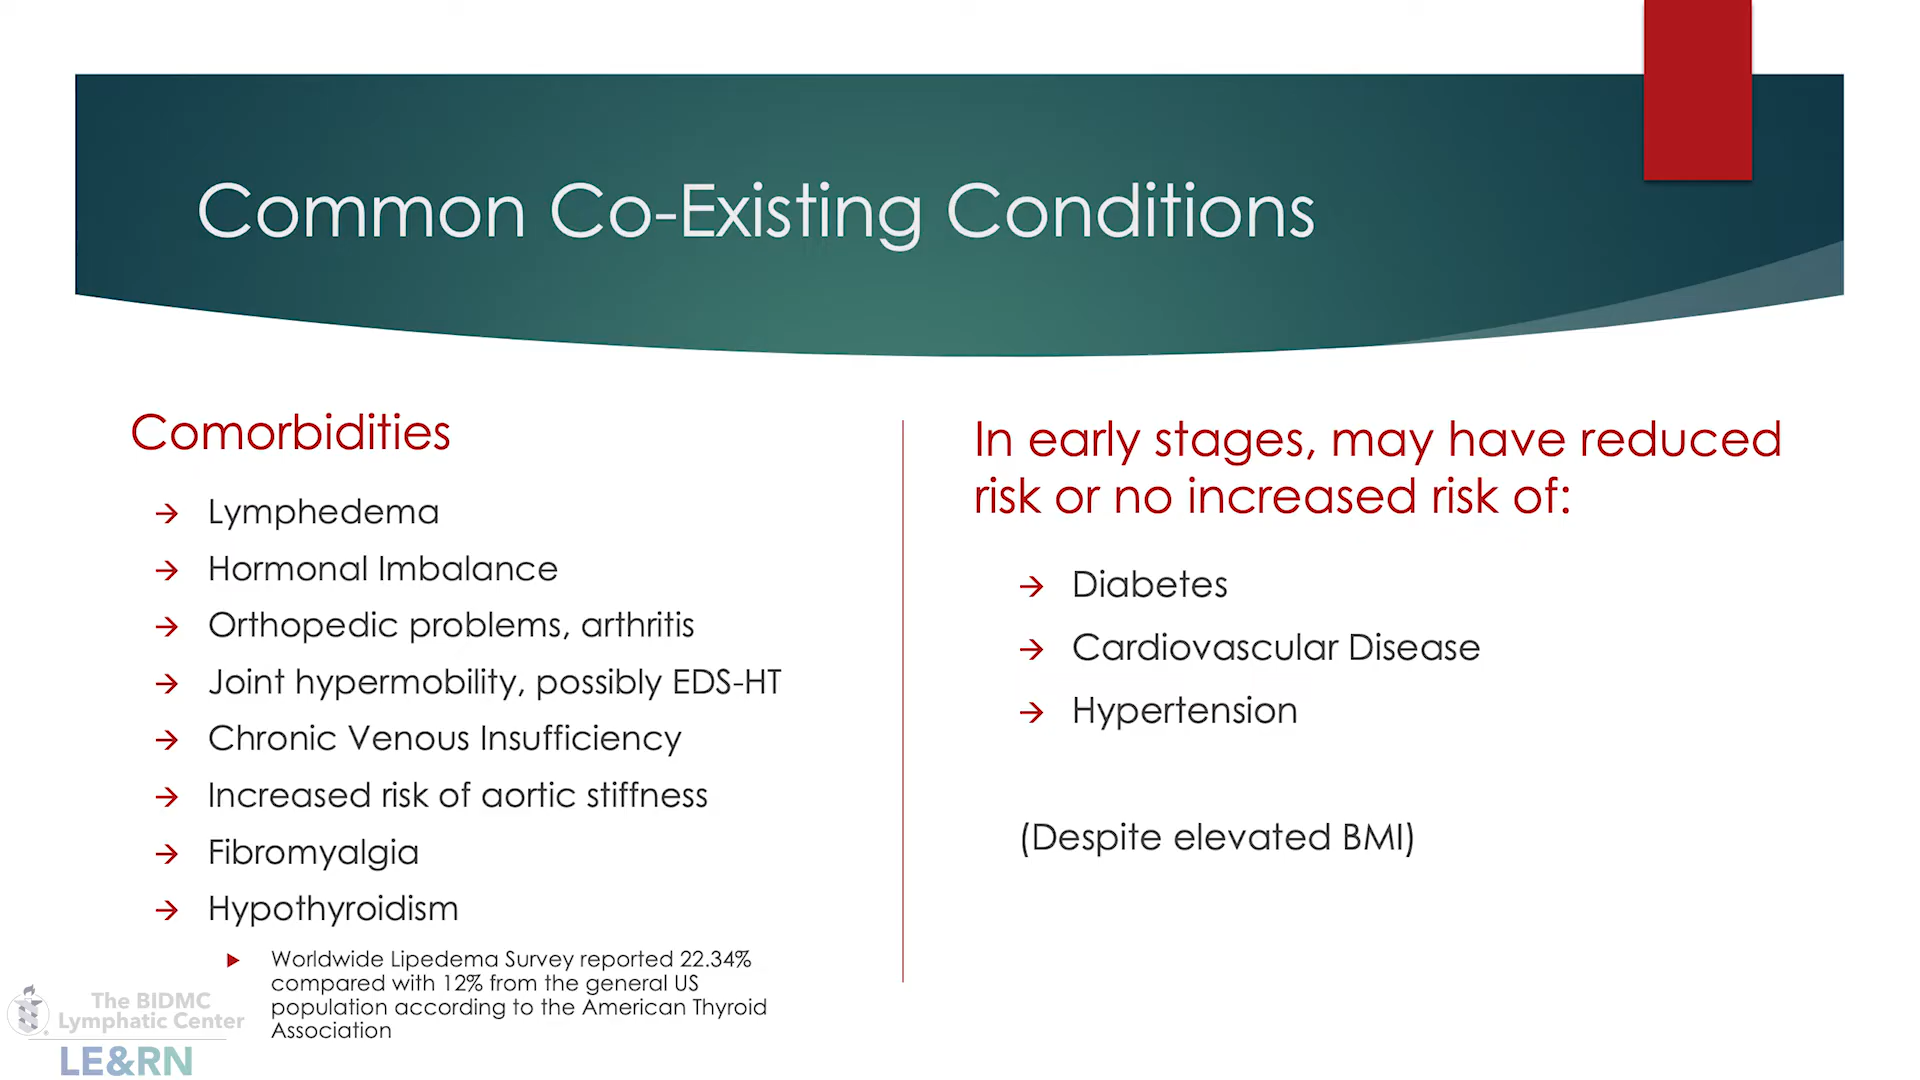 Common Co-Existing Conditions
Comorbidities
→ Lymphedema
→ Hormonal Imbalance
→ Orthopedic problems, arthritis
→ Joint hypermobility, possibly EDS-HT
→ Chronic Venous Insufficiency
→ Increased risk of aortic stiffness
→ Fibromyalgia
→ Hypothyroidism
▶ Worldwide Lipedema Survey reported 22.34%
compared with 12% from the general US
population according to the American Thyroid
Association
In early stages, may have reduced
risk or no increased risk of:
→ Diabetes
→ Cardiovascular Disease
→ Hypertension
(Despite elevated BMI)
The BIDMC
Lymphatic Center
LE&RN